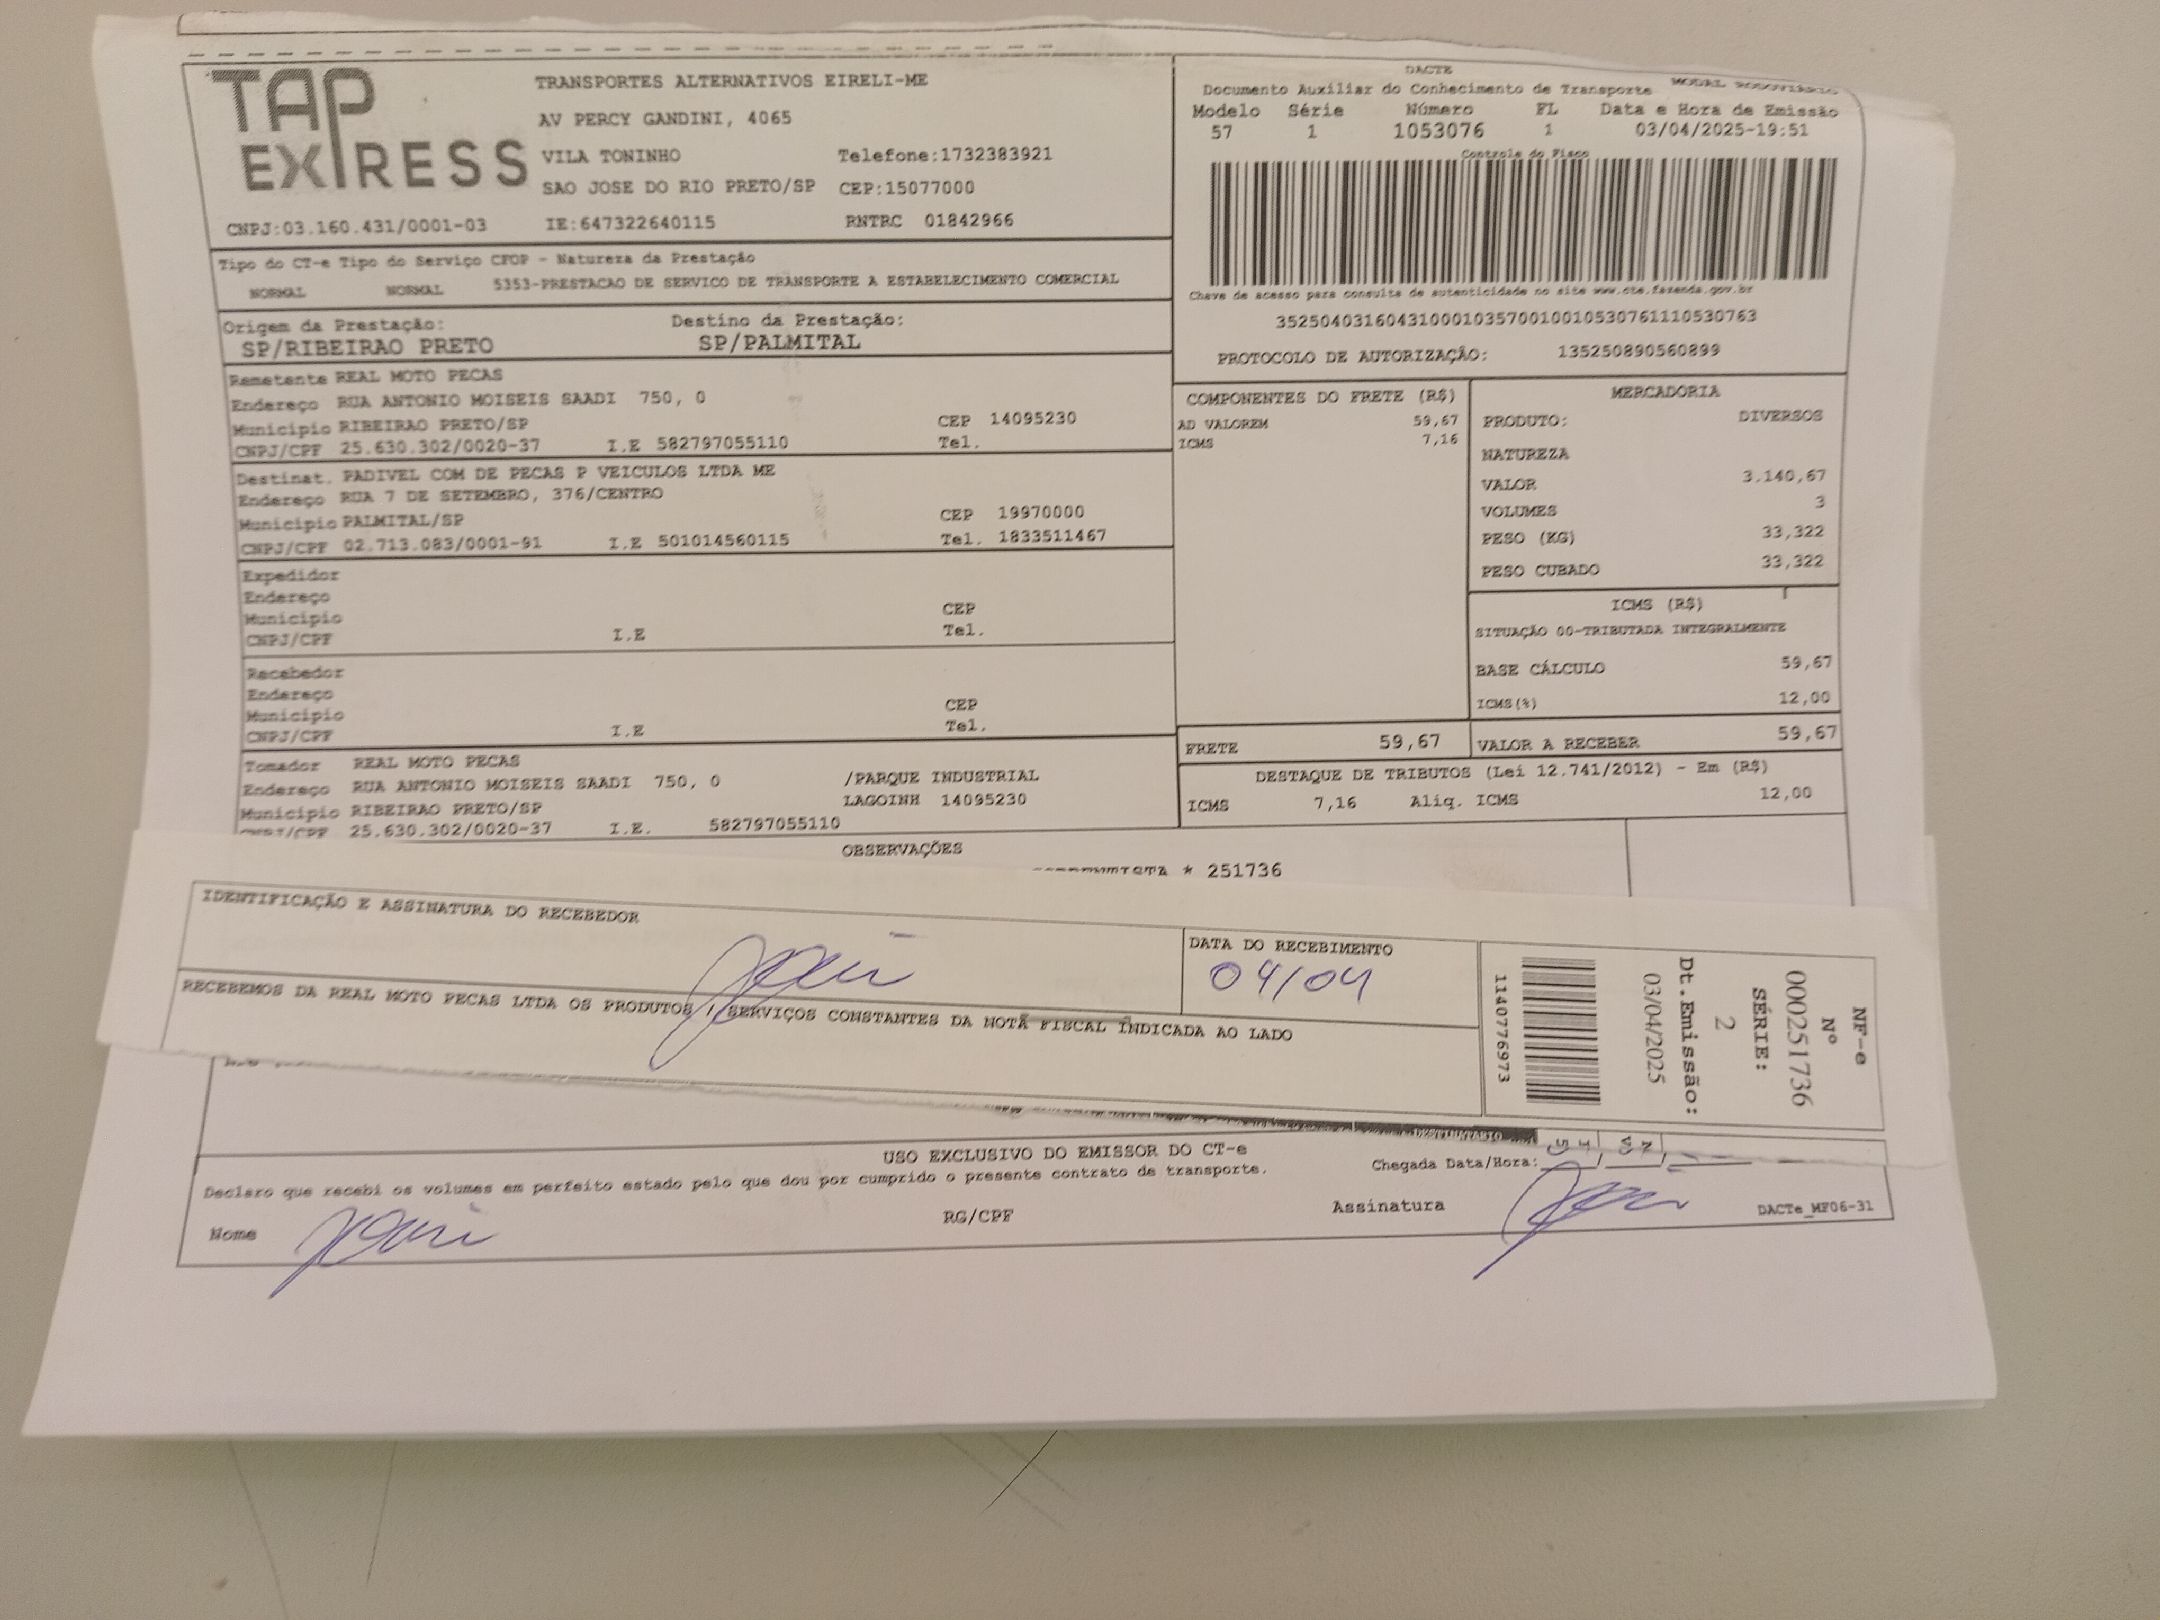 TAP EXPRESS
TRANSPORTES ALTERNATIVOS EIRELI-ME
AV PERCY GANDINI, 4065
VILA TONINHO Telefone:1732383921
SAO JOSE DO RIO PRETO/SP CEP:15077000
CNPJ:03.160.431/0001-03 IE:647322640115 RNTRC 01842966
DACTE
Documento Auxiliar do Conhecimento de Transporte MODAL RODOVIÁRIO
Modelo Série Número FL Data e Hora de Emissão
57 1 1053076 1 03/04/2025-19:51
Controle do Fisco
Chave de acesso para consulta de autenticidade no site www.cte.fazenda.gov.br
35250403160431000103570010010530761110530763
PROTOCOLO DE AUTORIZAÇÃO: 135250890560899
Tipo do CT-e Tipo do Serviço CFOP - Natureza da Prestação
NORMAL NORMAL 5353-PRESTACAO DE SERVICO DE TRANSPORTE A ESTABELECIMENTO COMERCIAL
Origem da Prestação: Destino da Prestação:
SP/RIBEIRAO PRETO SP/PALMITAL
Remetente REAL MOTO PECAS
Endereço RUA ANTONIO MOISEIS SAADI 750, 0
Município RIBEIRAO PRETO/SP CEP 14095230
CNPJ/CPF 25.630.302/0020-37 I.E 582797055110 Tel.
Destinat. PADIVEL COM DE PECAS P VEICULOS LTDA ME
Endereço RUA 7 DE SETEMBRO, 376/CENTRO
Município PALMITAL/SP CEP 19970000
CNPJ/CPF 02.713.083/0001-91 I.E 501014560115 Tel. 1833511467
Expedidor
Endereço
Município CEP
CNPJ/CPF I.E Tel.
Recebedor
Endereço
Município CEP
CNPJ/CPF I.E Tel.
Tomador REAL MOTO PECAS
Endereço RUA ANTONIO MOISEIS SAADI 750, 0 /PARQUE INDUSTRIAL
Município RIBEIRAO PRETO/SP LAGOINH 14095230
CNPJ/CPF 25.630.302/0020-37 I.E. 582797055110
COMPONENTES DO FRETE (R$)
AD VALOREM 59,67
ICMS 7,16
MERCADORIA
PRODUTO: DIVERSOS
NATUREZA
VALOR 3.140,67
VOLUMES 3
PESO (KG) 33,322
PESO CUBADO 33,322
ICMS (R$)
SITUAÇÃO 00-TRIBUTADA INTEGRALMENTE
BASE CÁLCULO 59,67
ICMS(%) 12,00
FRETE 59,67 VALOR A RECEBER 59,67
DESTAQUE DE TRIBUTOS (Lei 12.741/2012) - Em (R$)
ICMS 7,16 Aliq. ICMS 12,00
OBSERVAÇÕES
* 251736
IDENTIFICAÇÃO E ASSINATURA DO RECEBEDOR
DATA DO RECEBIMENTO
04/04
RECEBEMOS DA REAL MOTO PECAS LTDA OS PRODUTOS / SERVIÇOS CONSTANTES DA NOTA FISCAL INDICADA AO LADO
NF-e
Nº
000251736
SÉRIE:
2
Dt.Emissão:
03/04/2025
1140776973
DESTINATÁRIO
USO EXCLUSIVO DO EMISSOR DO CT-e
Declaro que recebi os volumes em perfeito estado pelo que dou por cumprido o presente contrato de transporte.
Chegada Data/Hora:
Nome RG/CPF Assinatura
DACTe_MF06-31